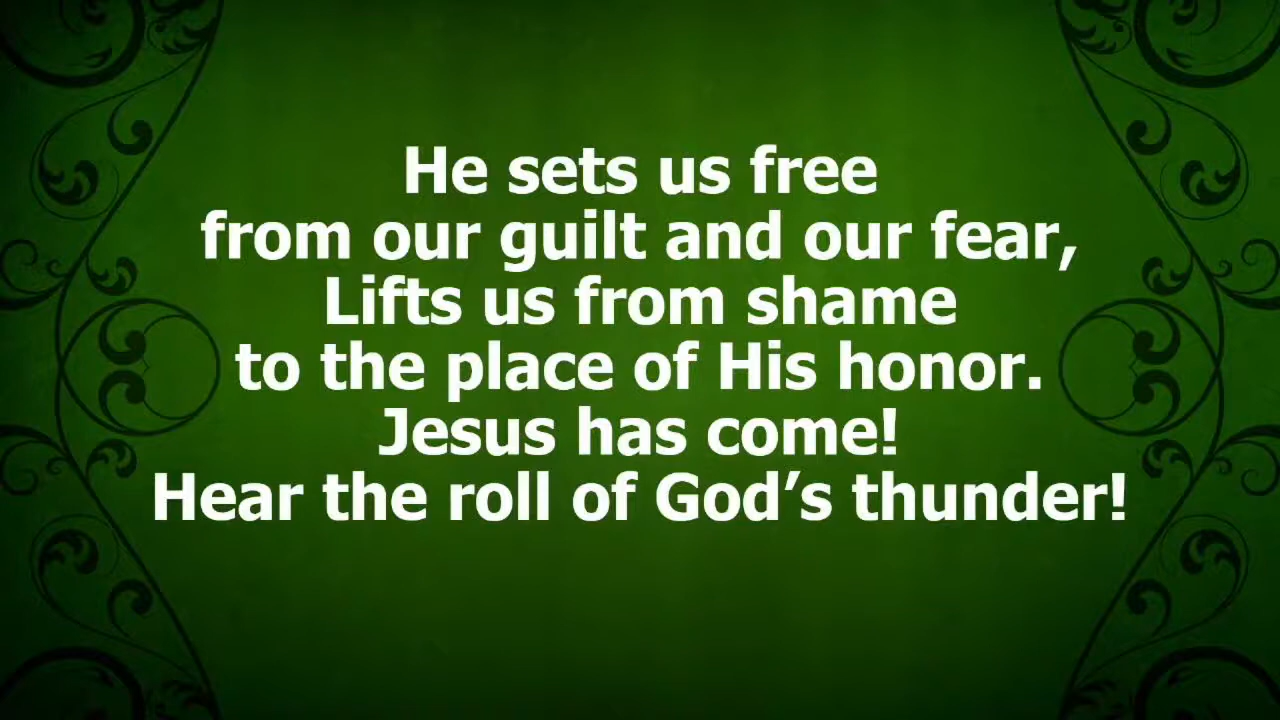 He sets us free
from our guilt and our fear,
Lifts us from shame
to the place of His honor.
Jesus has come!
Hear the roll of God’s thunder!